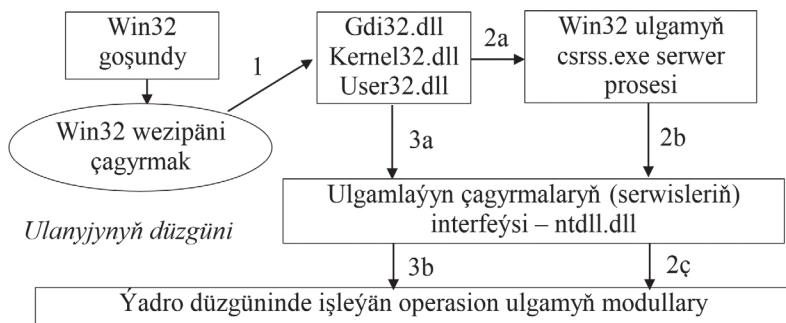 Win32
goşundy
1
Win32 wezipäni
çagyrmak
Gdi32.dll
Kernel32.dll
User32.dll
2a
Win32 ulgamyň
csrss.exe serwer
prosesi
3a
2b
Ulgamlaýyn çagyrmalaryň (serwisleriň)
interfeýsi – ntdll.dll
Ulanyjynyň düzgüni
3b
2ç
Ýadro düzgüninde işleýän operasion ulgamyň modullary